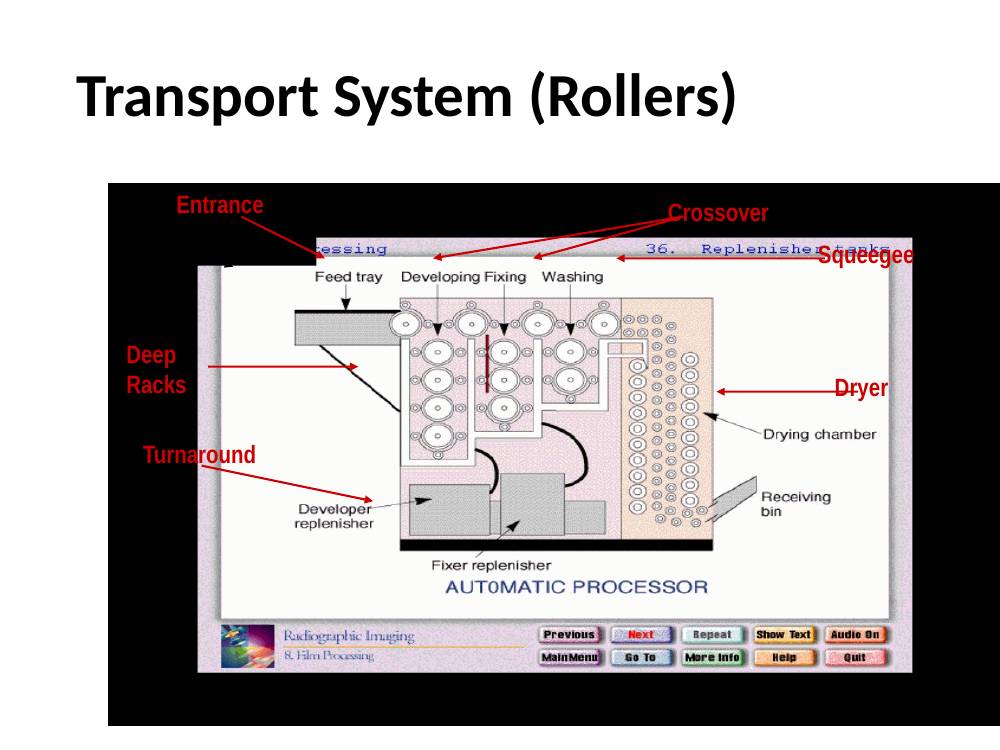 Transport System (Rollers)
Entrance
Crossover
essing
36. Replenisher tanks
Squeegee
Feed tray
Developing
Fixing
Washing
Deep
Racks
Dryer
Drying chamber
Turnaround
Receiving
bin
Developer
replenisher
Fixer replenisher
AUT0MATIC PROCESSOR
Radiographic Imaging
8. Film Processing
Previous
Next
Repeat
Show Text
Audio On
MainMenu
Go To
More Info
Help
Quit